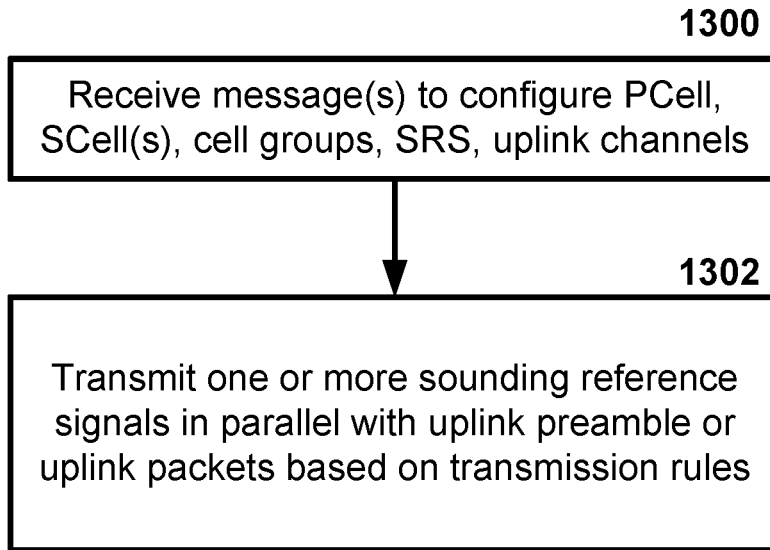 1300
Receive message(s) to configure PCell,
SCell(s), cell groups, SRS, uplink channels
1302
Transmit one or more sounding reference
signals in parallel with uplink preamble or
uplink packets based on transmission rules